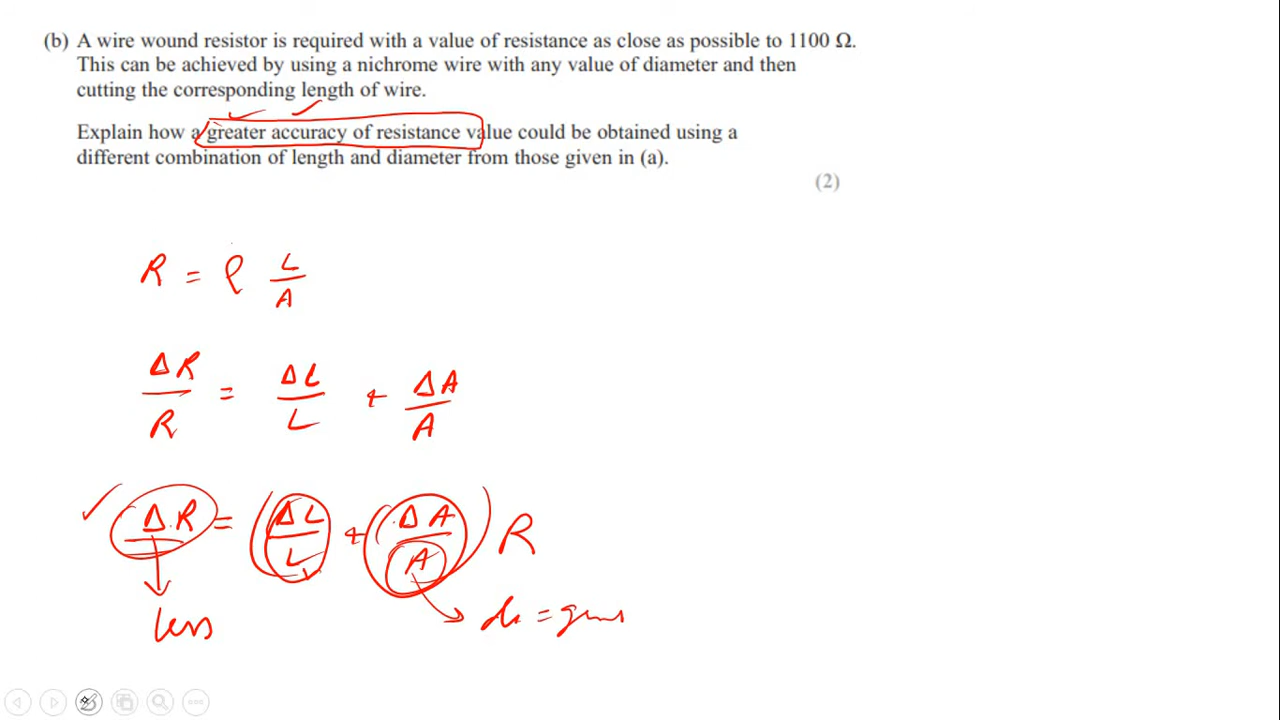 (b) A wire wound resistor is required with a value of resistance as close as possible to 1100 Ω.
This can be achieved by using a nichrome wire with any value of diameter and then
cutting the corresponding length of wire.
Explain how a greater accuracy of resistance value could be obtained using a
different combination of length and diameter from those given in (a).
(2)
R = ρ L/A
ΔR/R = ΔL/L + ΔA/A
ΔR = (ΔL/L + (ΔA/A)) R
less
=